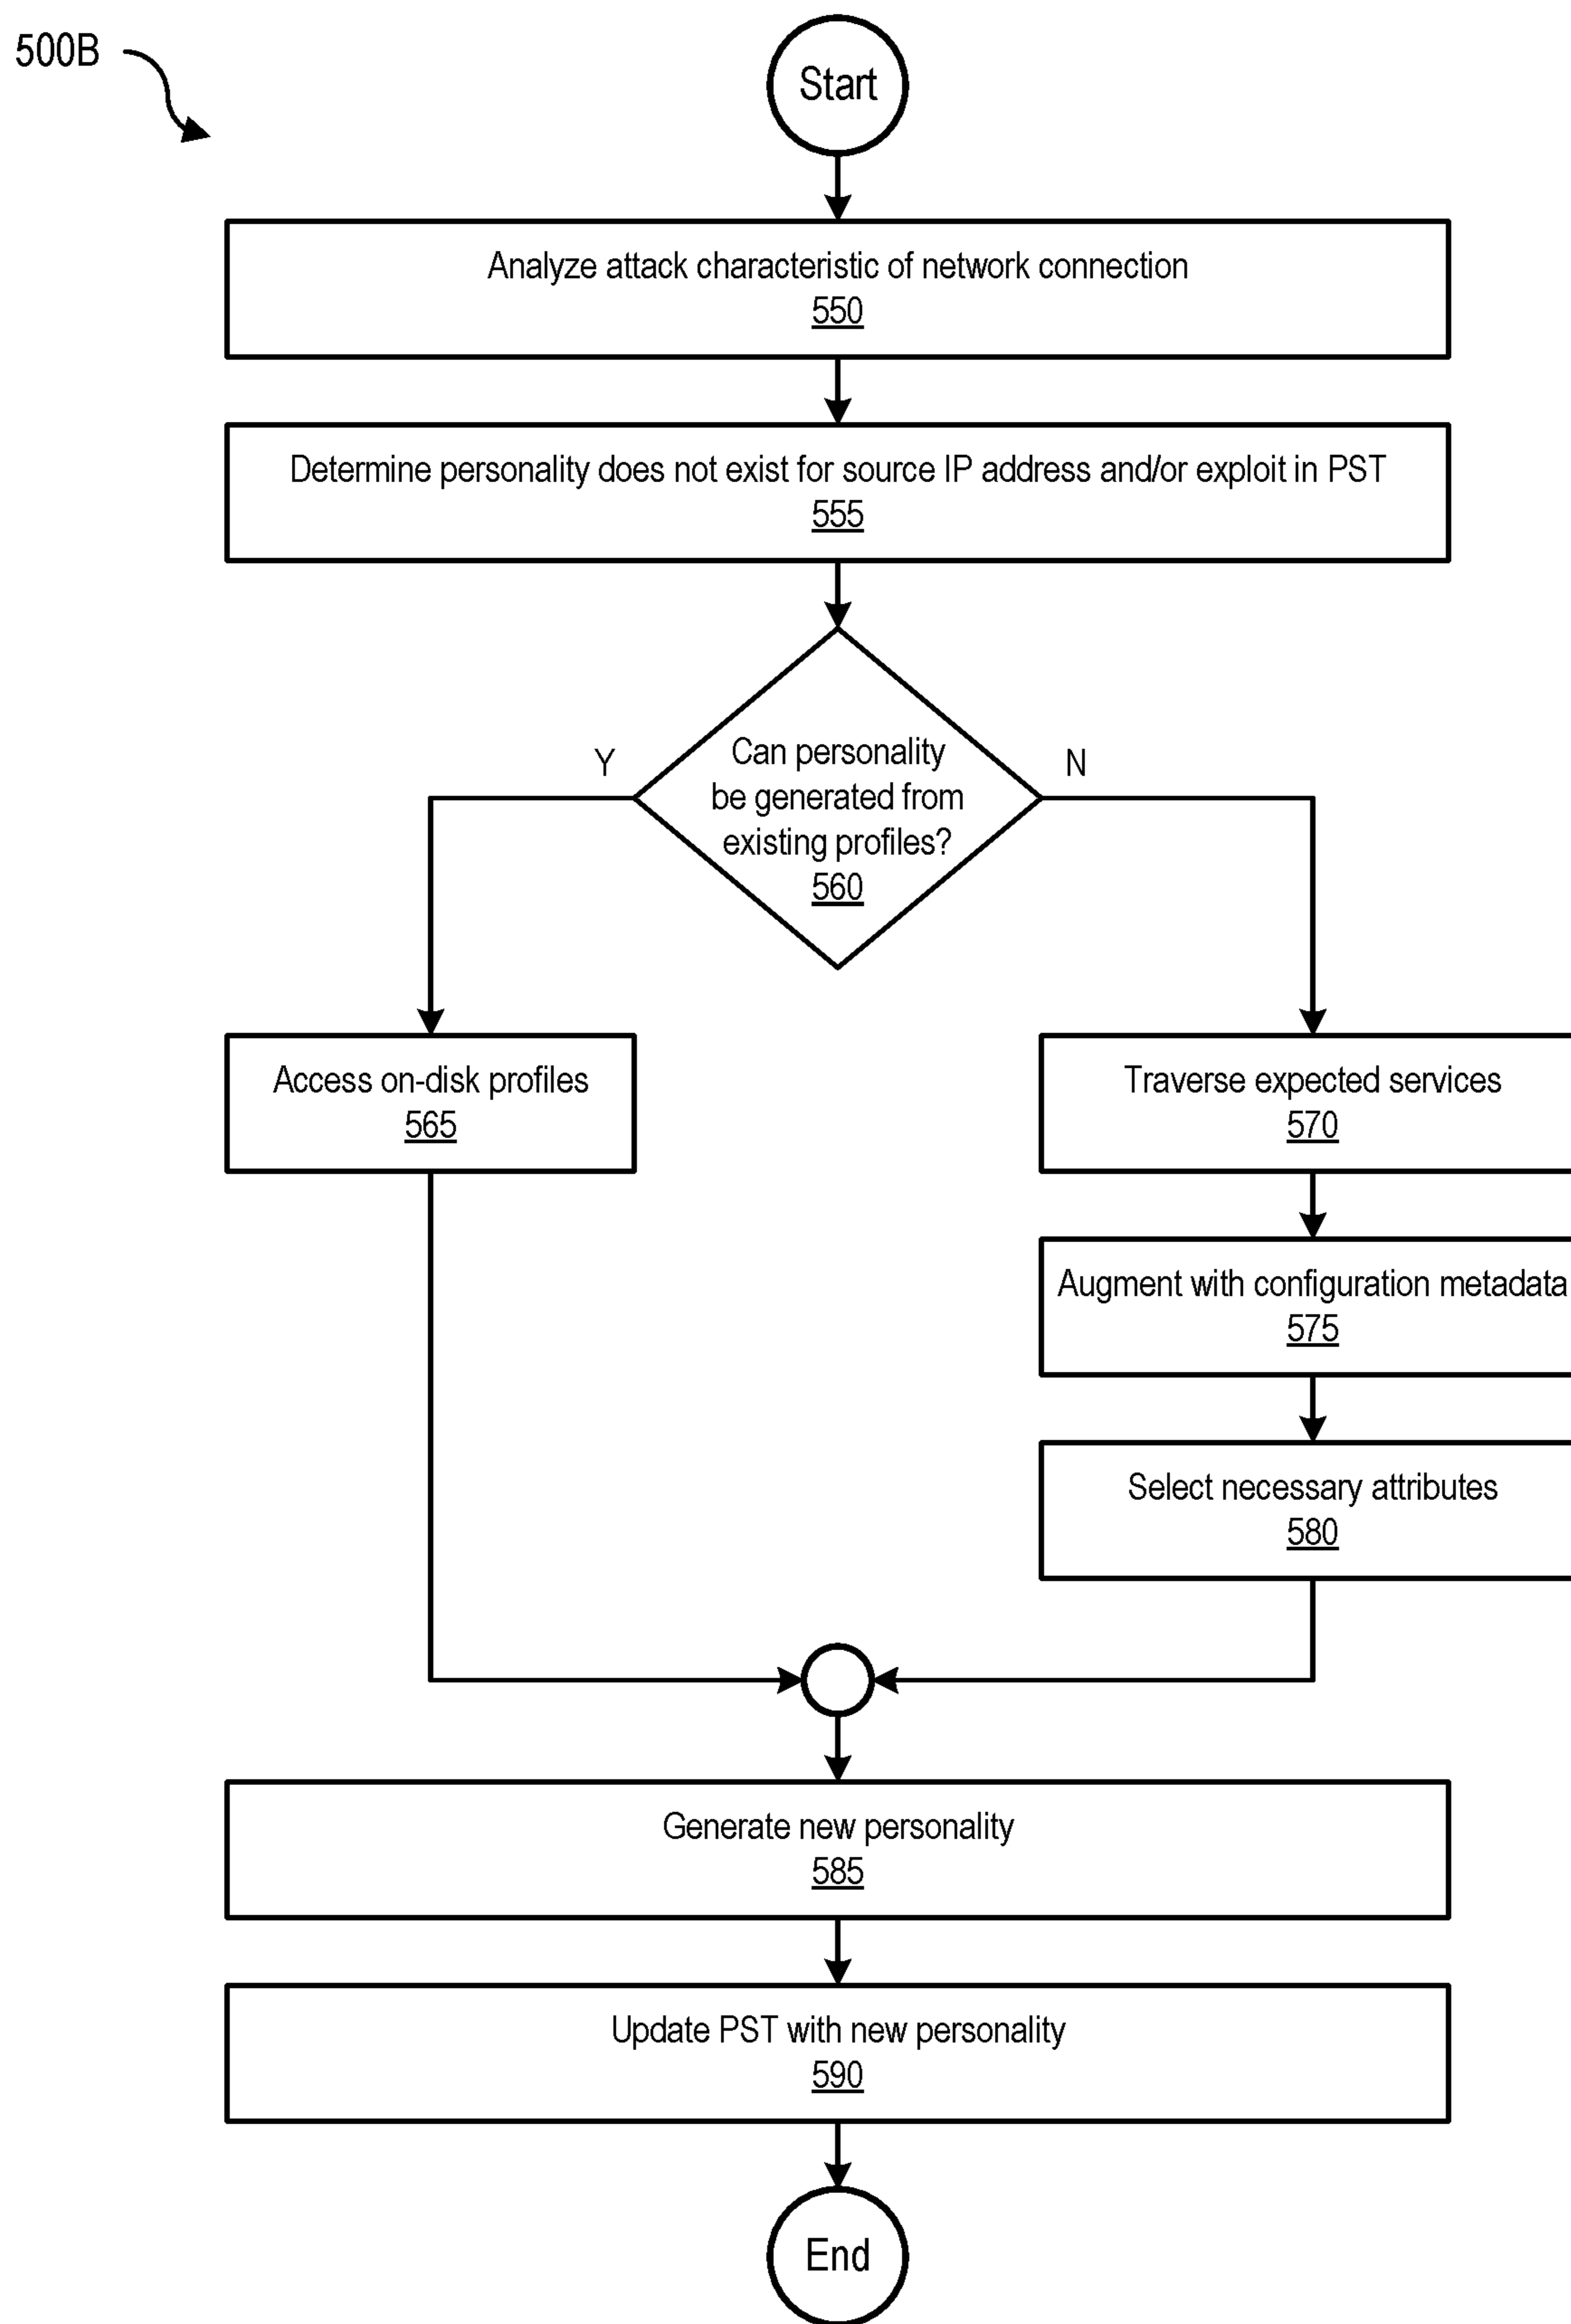 500B
Start
Analyze attack characteristic of network connection
550
Determine personality does not exist for source IP address and/or exploit in PST
555
Can personality
be generated from
existing profiles?
560
Y
N
Access on-disk profiles
565
Traverse expected services
570
Augment with configuration metadata
575
Select necessary attributes
580
Generate new personality
585
Update PST with new personality
590
End